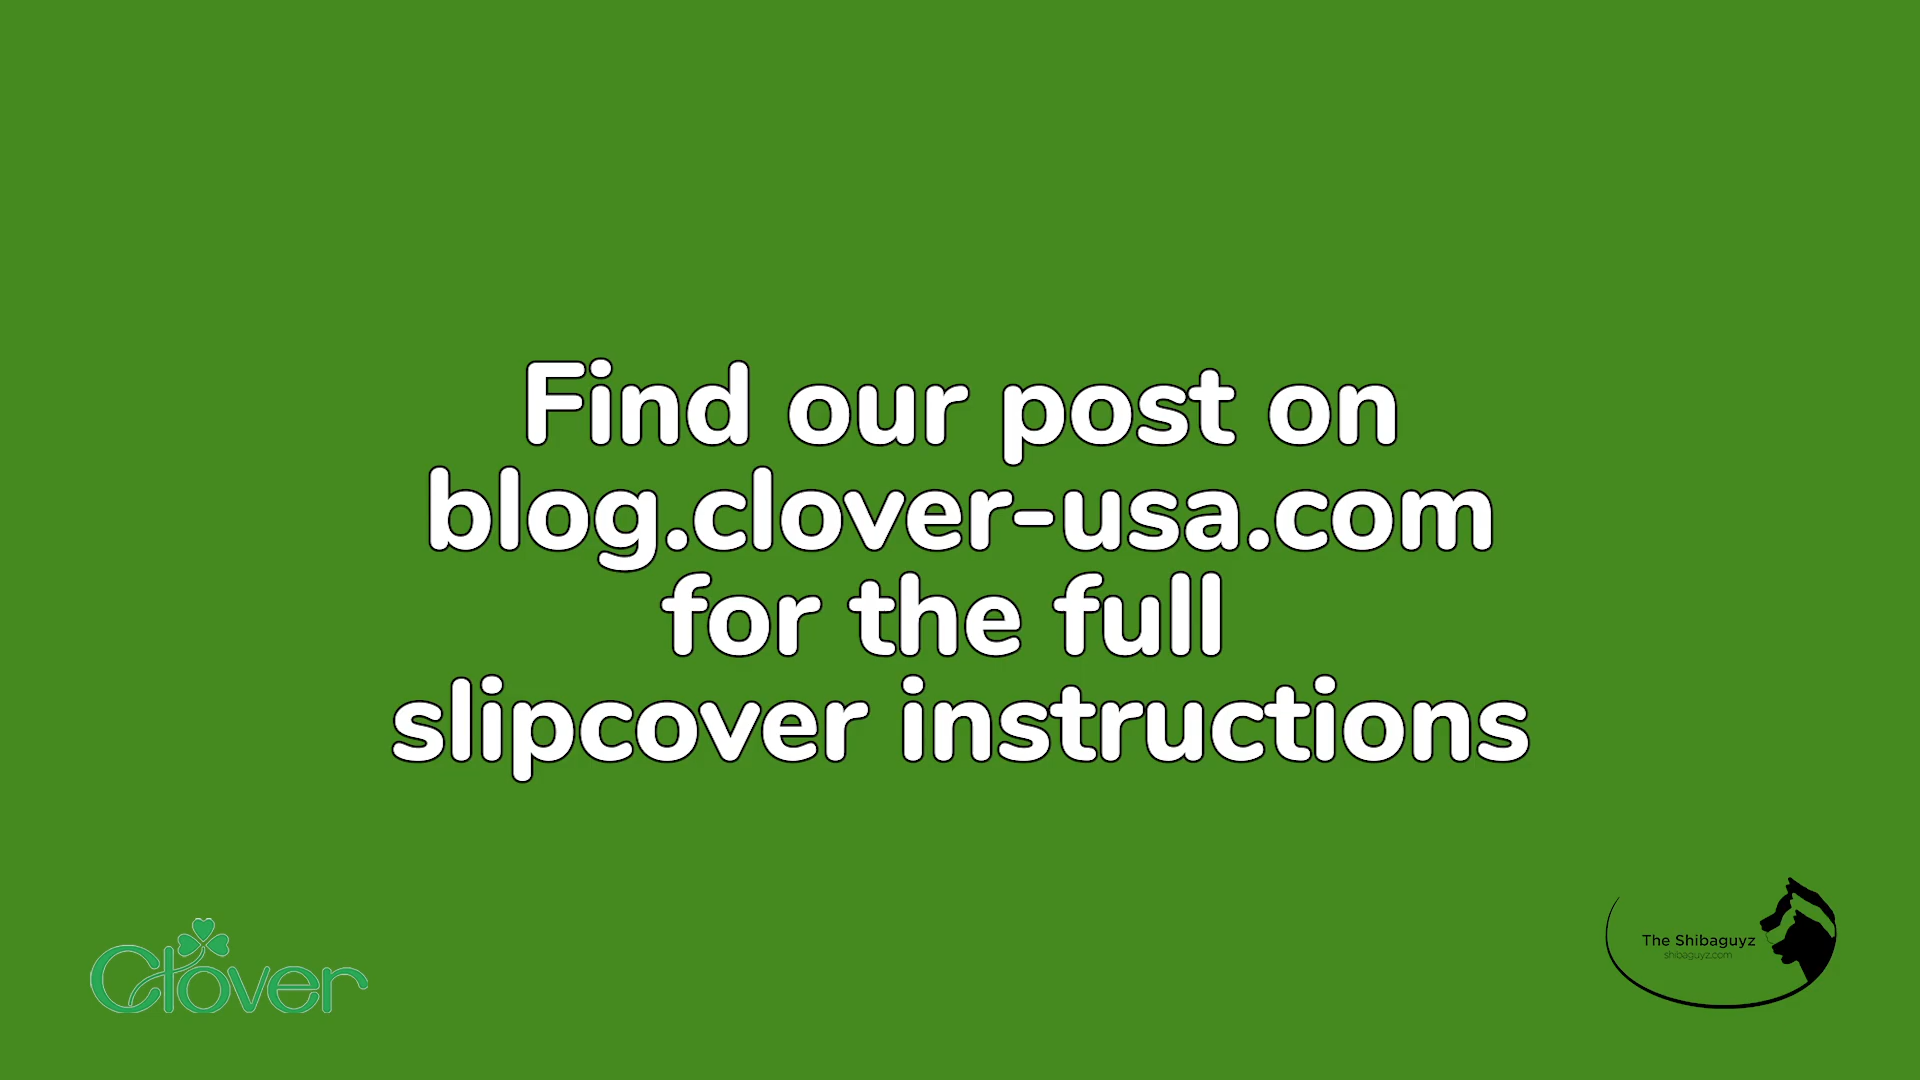 Find our post on
blog.clover-usa.com
for the full
slipcover instructions
Clover
The Shibaguyz
shibaguyz.com